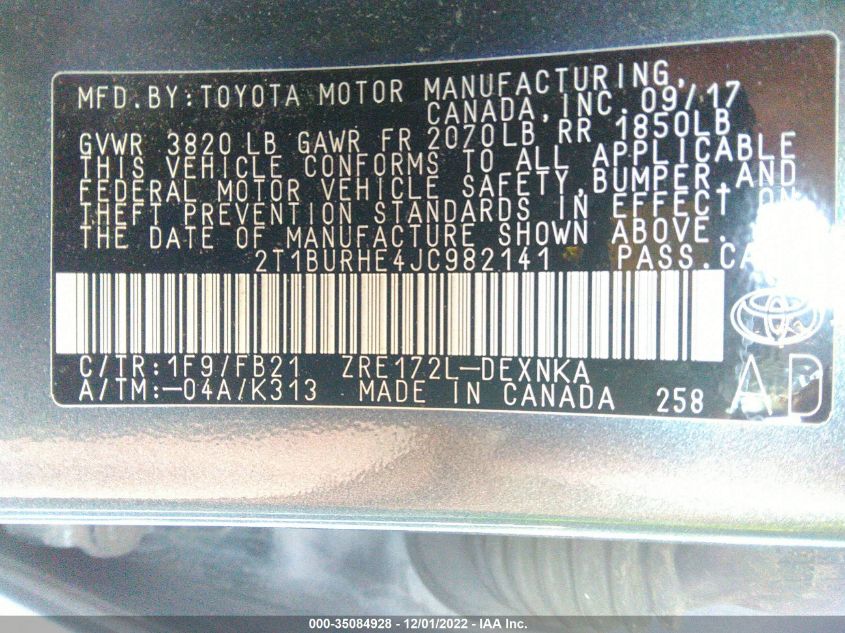 MFD.BY:TOYOTA MOTOR MANUFACTURING,
CANADA,INC. 09/17
GVWR 3820 LB GAWR FR 2070LB RR 1850LB
THIS VEHICLE CONFORMS TO ALL APPLICABLE
FEDERAL MOTOR VEHICLE SAFETY,BUMPER,AND
THEFT PREVENTION STANDARDS IN EFFECT ON
THE DATE OF MANUFACTURE SHOWN ABOVE.
2T1BURHE4JC982141 PASS.
C/TR:1F9/FB21 ZRE172L-DEXNKA
A/TM:-04A/K313 MADE IN CANADA 258
AD
000-35084928 - 12/01/2022 - IAA Inc.